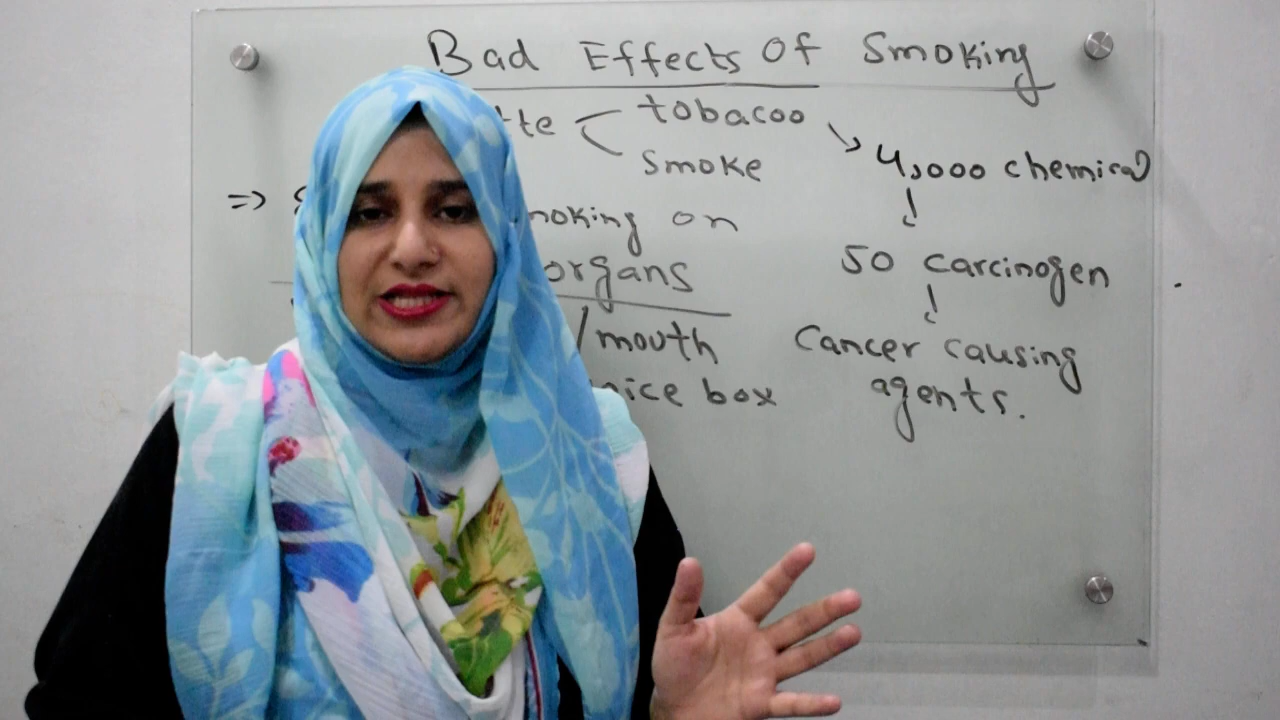 Bad Effects Of Smoking
tte tobacoo
smoke
4,000 chemical
=> moking on
organs
50 carcinogen
/mouth
nice box
Cancer causing
agents.